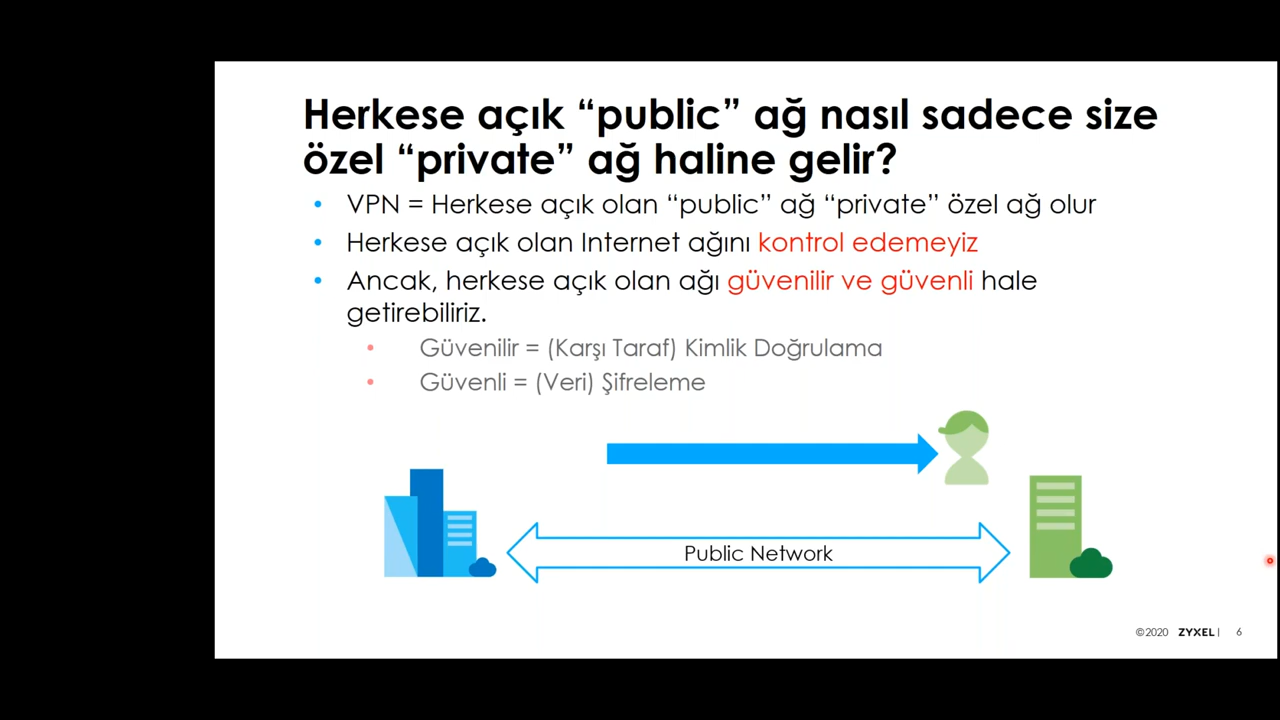 Herkese açık “public” ağ nasıl sadece size
özel “private” ağ haline gelir?
• VPN = Herkese açık olan “public” ağ “private” özel ağ olur
• Herkese açık olan Internet ağını kontrol edemeyiz
• Ancak, herkese açık olan ağı güvenilir ve güvenli hale
getirebiliriz.
• Güvenilir = (Karşı Taraf) Kimlik Doğrulama
• Güvenli = (Veri) Şifreleme
Public Network
©2020 ZYXEL | 6